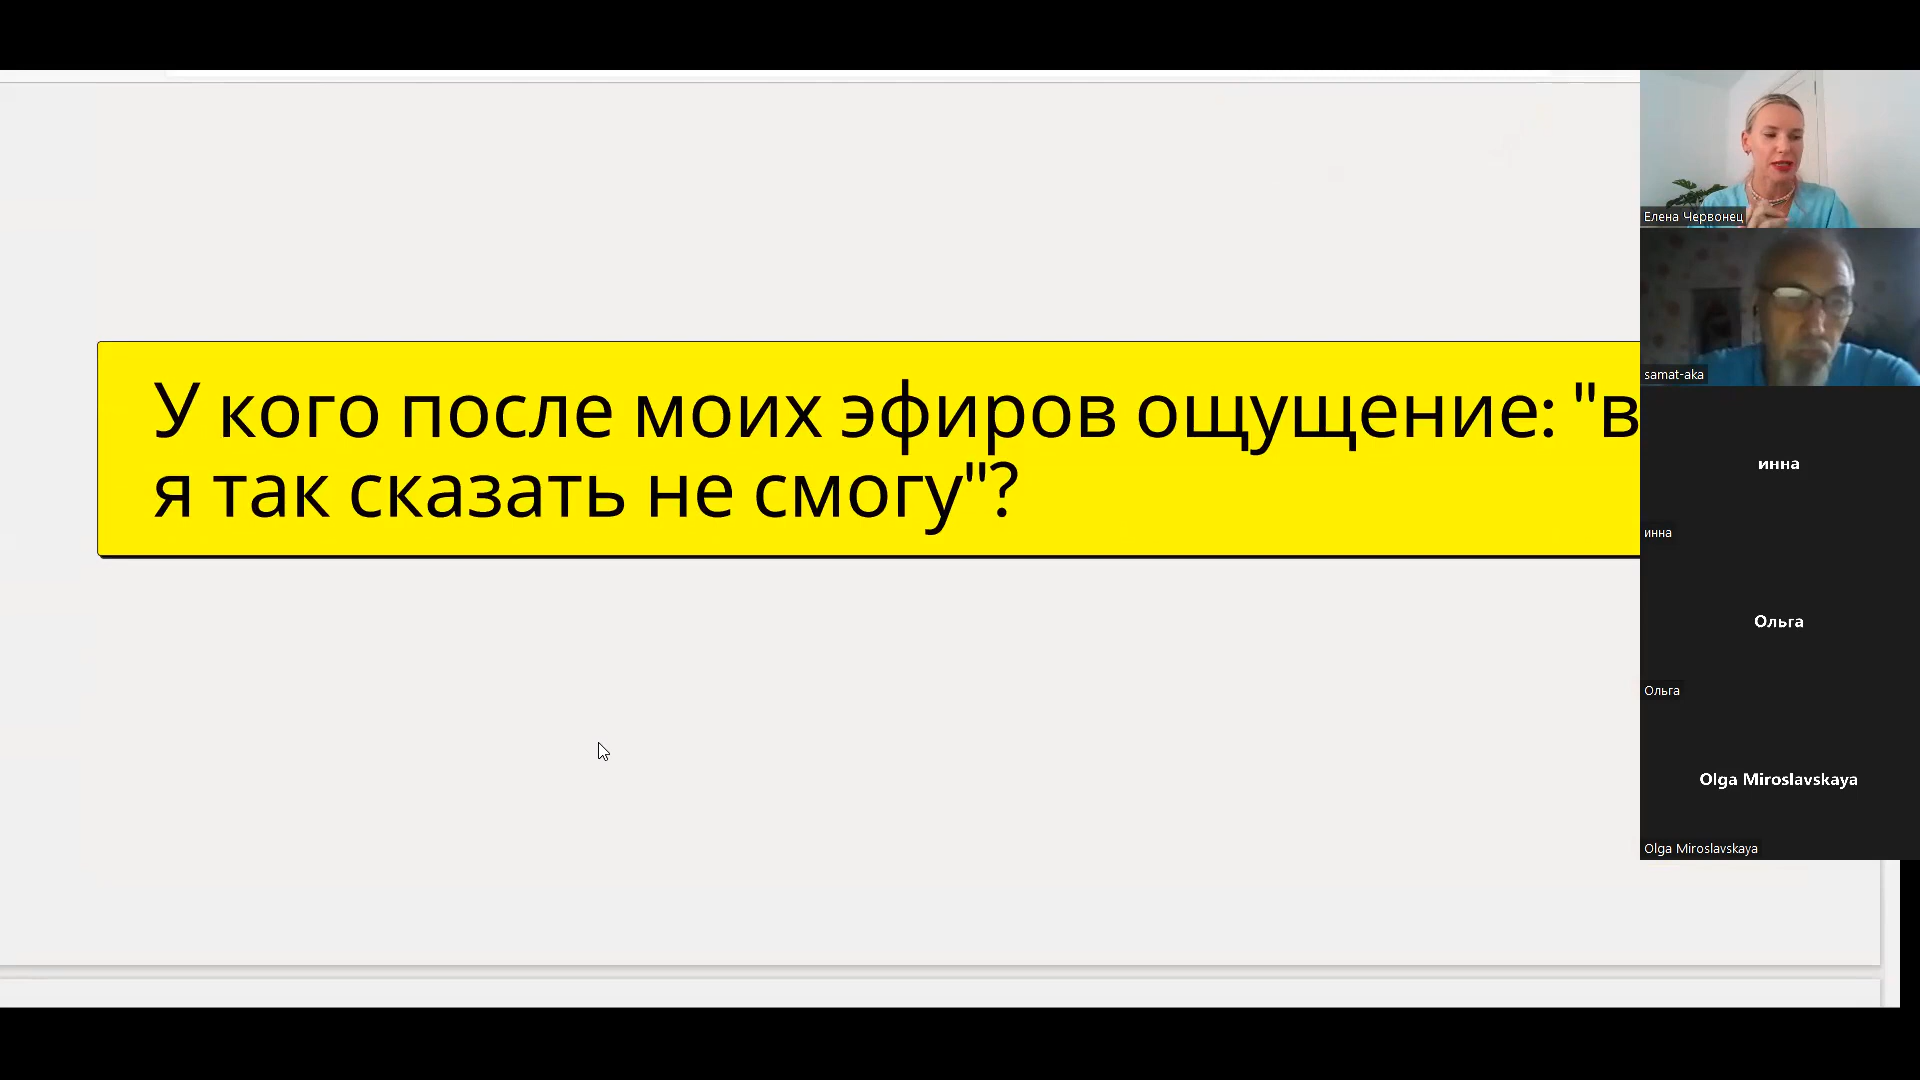 У кого после моих эфиров ощущение: "в
я так сказать не смогу"?
Елена Червонец
samat-aka
инна
инна
Ольга
Ольга
Olga Miroslavskaya
Olga Miroslavskaya